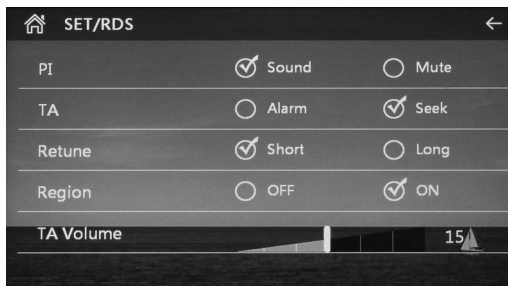 SET/RDS
PI Sound Mute
TA Alarm Seek
Retune Short Long
Region OFF ON
TA Volume 15